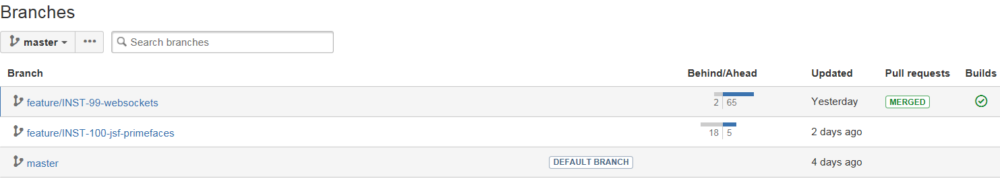 Branches
master ••• Search branches
Branch Behind/Ahead Updated Pull requests Builds
feature/INST-99-websockets 2 65 Yesterday MERGED
feature/INST-100-jsf-primefaces 18 5 2 days ago
master DEFAULT BRANCH 4 days ago